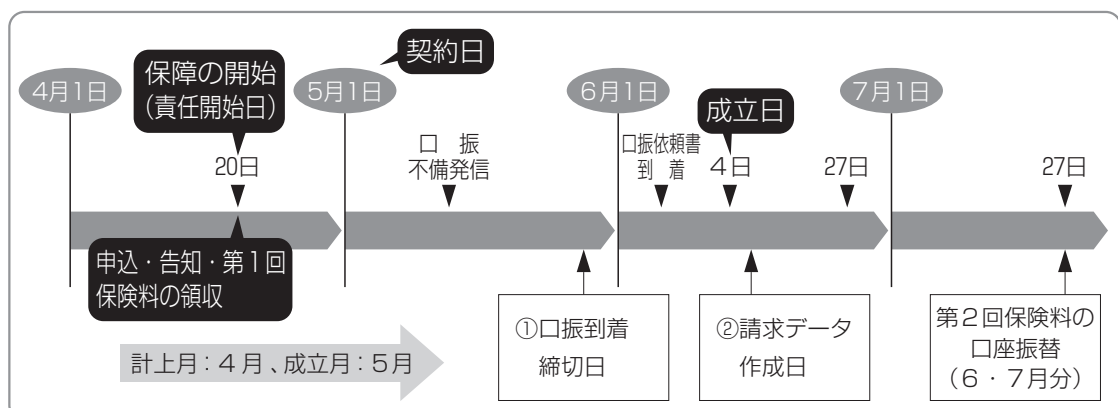 契約日
4月1日
保障の開始
(責任開始日)
5月1日
6月1日
成立日
7月1日
20日
口 振
不備発信
口振依頼書
到 着
4日
27日
27日
申込・告知・第1回
保険料の領収
①口振到着
締切日
②請求データ
作成日
第2回保険料の
口座振替
(6・7月分)
計上月:4月、成立月:5月